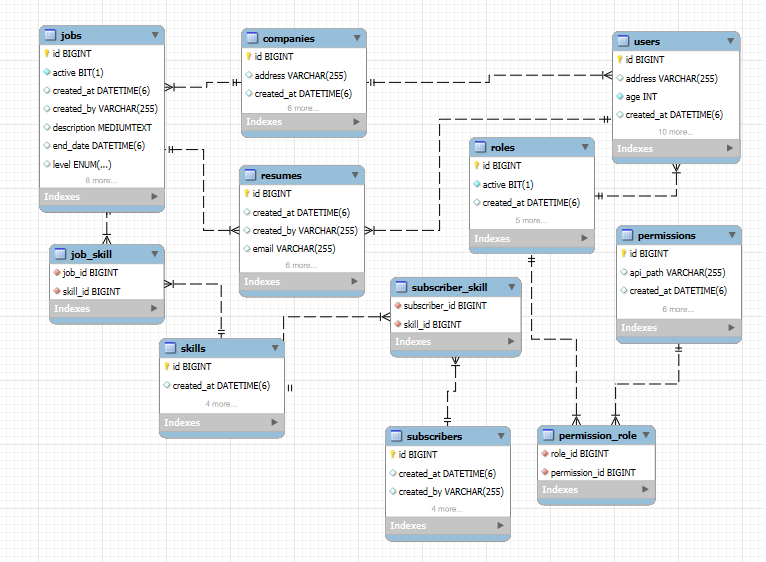 jobs
id BIGINT
active BIT(1)
created_at DATETIME(6)
created_by VARCHAR(255)
description MEDIUMTEXT
end_date DATETIME(6)
level ENUM(...)
8 more...
Indexes
companies
id BIGINT
address VARCHAR(255)
created_at DATETIME(6)
6 more...
Indexes
users
id BIGINT
address VARCHAR(255)
age INT
created_at DATETIME(6)
10 more...
Indexes
roles
id BIGINT
active BIT(1)
created_at DATETIME(6)
5 more...
Indexes
resumes
id BIGINT
created_at DATETIME(6)
created_by VARCHAR(255)
email VARCHAR(255)
6 more...
Indexes
permissions
id BIGINT
api_path VARCHAR(255)
created_at DATETIME(6)
6 more...
Indexes
job_skill
job_id BIGINT
skill_id BIGINT
Indexes
subscriber_skill
subscriber_id BIGINT
skill_id BIGINT
Indexes
skills
id BIGINT
created_at DATETIME(6)
4 more...
Indexes
subscribers
id BIGINT
created_at DATETIME(6)
created_by VARCHAR(255)
4 more...
Indexes
permission_role
role_id BIGINT
permission_id BIGINT
Indexes